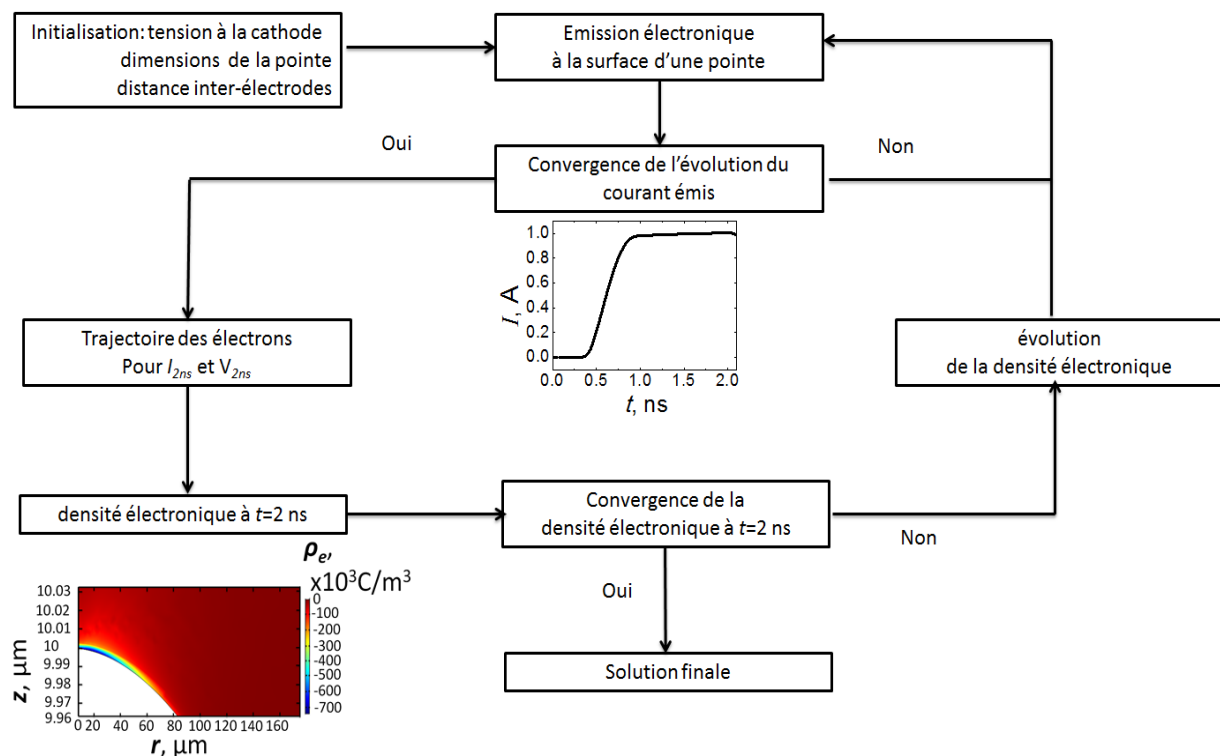 Initialisation: tension à la cathode
dimensions de la pointe
distance inter-électrodes
Emission électronique
à la surface d'une pointe
Oui
Convergence de l'évolution du
courant émis
Non
1.0
0.8
0.6
0.4
0.2
0.0
I, A
0.0 0.5 1.0 1.5 2.0
t, ns
Trajectoire des électrons
Pour I2ns et V2ns
évolution
de la densité électronique
densité électronique à t=2 ns
Convergence de la
densité électronique à t=2 ns
Non
Oui
Solution finale
ρe,
x10³C/m³
10.03
10.02
10.01
10
9.99
9.98
9.97
9.96
z, μm
0 20 40 60 80 100 120 140 160
r, μm
0
-100
-200
-300
-400
-500
-600
-700